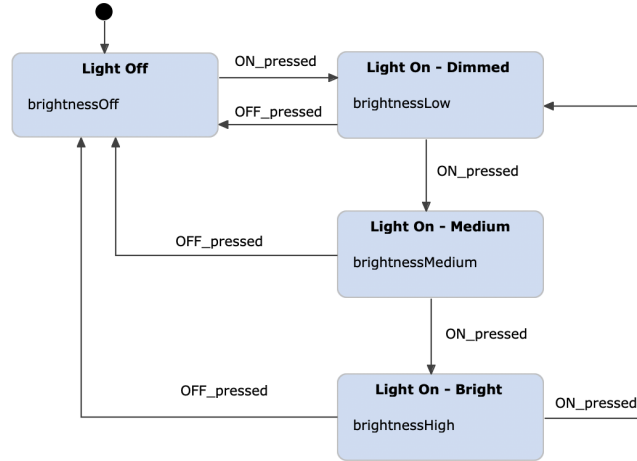 Light Off
brightnessOff
ON_pressed
Light On - Dimmed
brightnessLow
OFF_pressed
ON_pressed
Light On - Medium
brightnessMedium
OFF_pressed
ON_pressed
Light On - Bright
brightnessHigh
OFF_pressed
ON_pressed